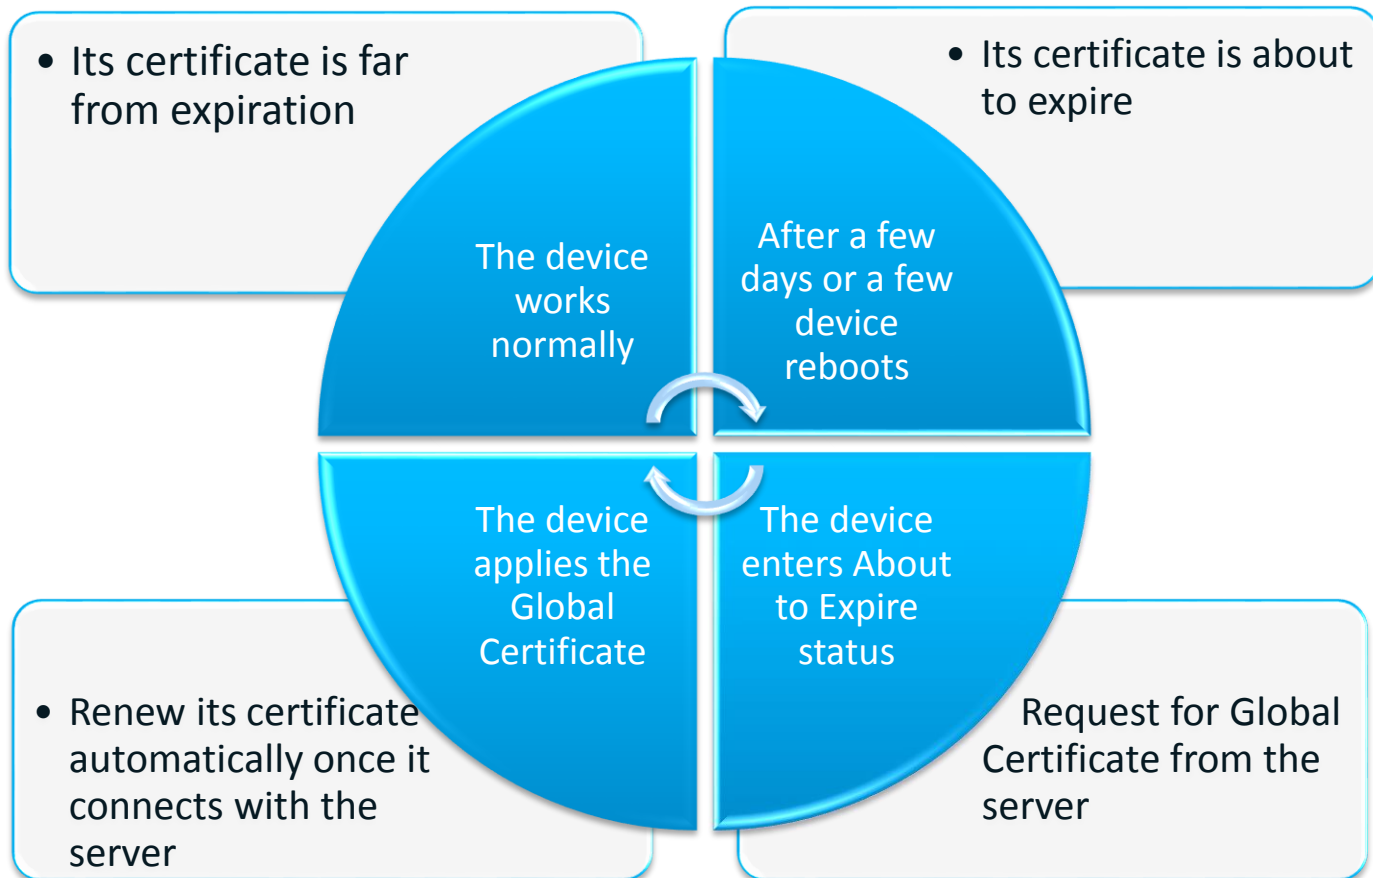 • Its certificate is far
from expiration
• Its certificate is about
to expire
The device
works
normally
After a few
days or a few
device
reboots
The device
applies the
Global
Certificate
The device
enters About
to Expire
status
• Renew its certificate
automatically once it
connects with the
server
Request for Global
Certificate from the
server